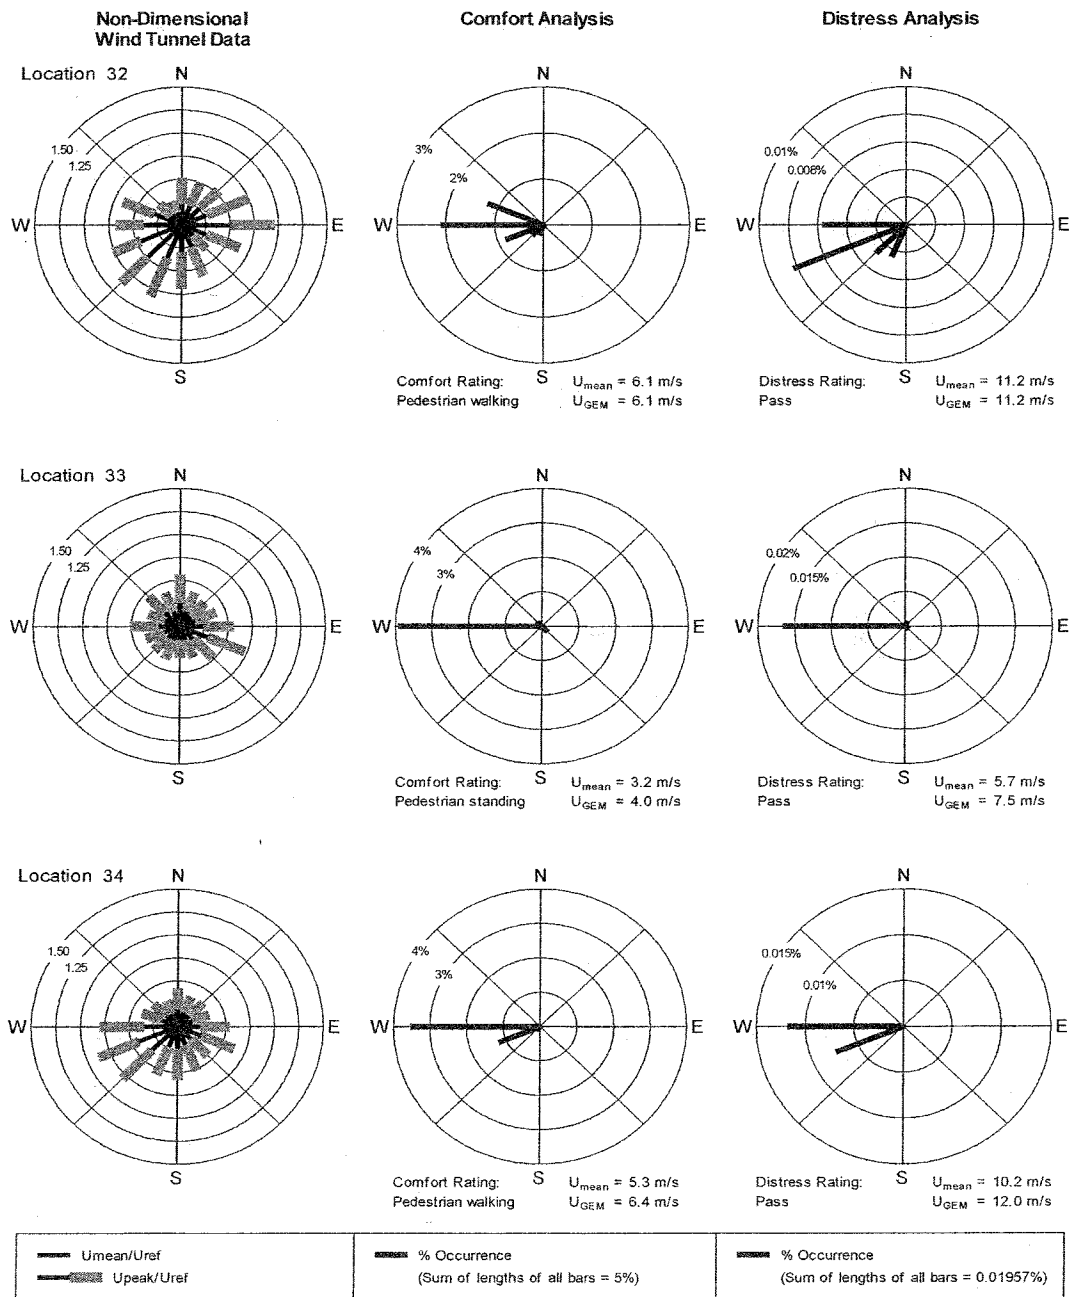 Non-Dimensional
Wind Tunnel Data
Comfort Analysis
Distress Analysis
Location 32
N
1.50
1.25
W
E
S
N
3%
2%
W
E
S
Comfort Rating:
Pedestrian walking
Umean = 6.1 m/s
UGEM = 6.1 m/s
N
0.01%
0.008%
W
E
S
Distress Rating:
Pass
Umean = 11.2 m/s
UGEM = 11.2 m/s
Location 33
N
1.50
1.25
W
E
S
N
4%
3%
W
E
S
Comfort Rating:
Pedestrian standing
Umean = 3.2 m/s
UGEM = 4.0 m/s
N
0.02%
0.015%
W
E
S
Distress Rating:
Pass
Umean = 5.7 m/s
UGEM = 7.5 m/s
Location 34
N
1.50
1.25
W
E
S
N
4%
3%
W
E
S
Comfort Rating:
Pedestrian walking
Umean = 5.3 m/s
UGEM = 6.4 m/s
N
0.015%
0.01%
W
E
S
Distress Rating:
Pass
Umean = 10.2 m/s
UGEM = 12.0 m/s
Umean/Uref
Upeak/Uref
% Occurrence
(Sum of lengths of all bars = 5%)
% Occurrence
(Sum of lengths of all bars = 0.01957%)